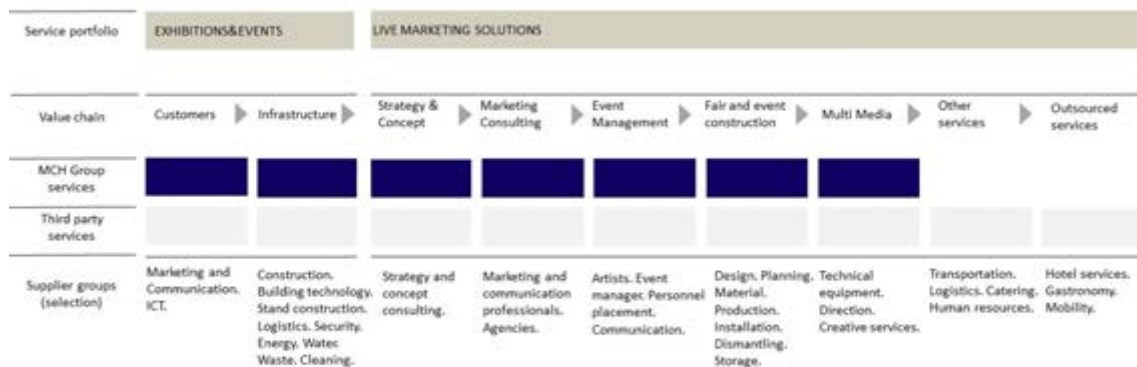 Service portfolio
EXHIBITIONS&EVENTS
LIVE MARKETING SOLUTIONS
Value chain
Customers
Infrastructure
Strategy &
Concept
Marketing
Consulting
Event
Management
Fair and event
construction
Multi Media
Other
services
Outsourced
services
MCH Group
services
Third party
services
Supplier groups
(selection)
Marketing and
Communication.
ICT.
Construction.
Building technology.
Stand construction.
Logistics. Security.
Energy. Water.
Waste. Cleaning.
Strategy and
concept
consulting.
Marketing and
communication
professionals.
Agencies.
Artists. Event
manager. Personnel
placement.
Communication.
Design. Planning.
Material.
Production.
Installation.
Dismantling.
Storage.
Technical
equipment.
Direction.
Creative services.
Transportation.
Logistics. Catering.
Human resources.
Hotel services.
Gastronomy.
Mobility.